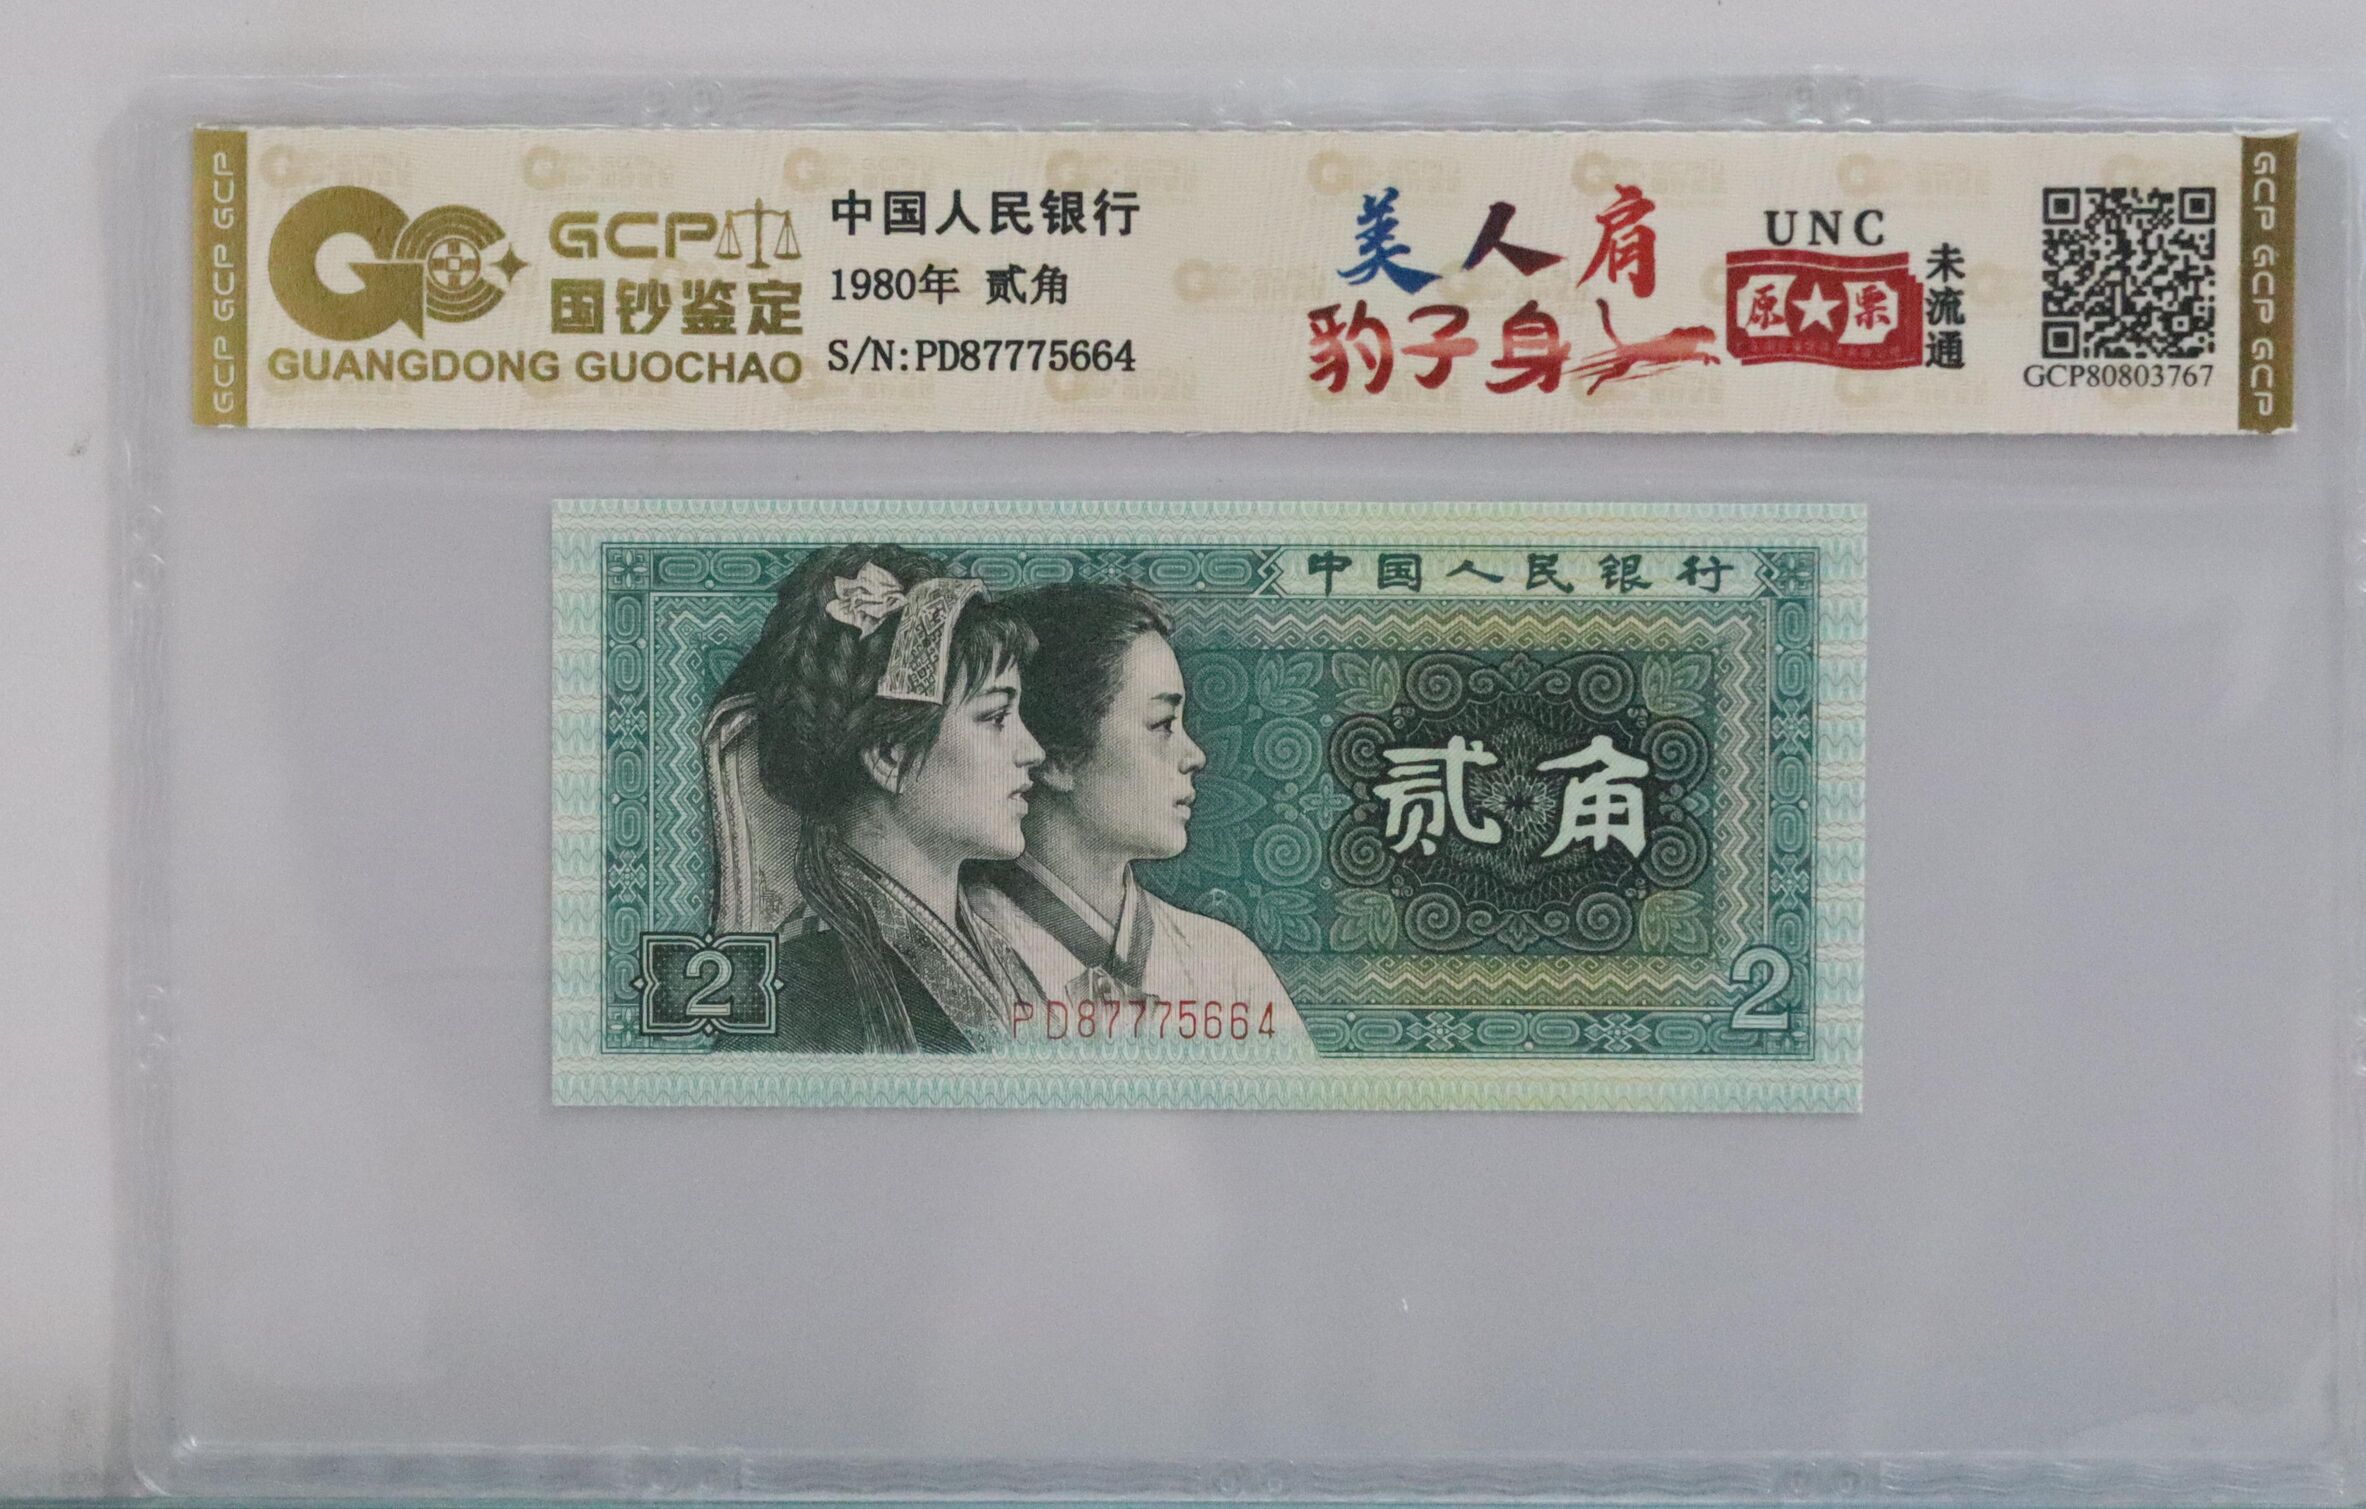 GCP GCP GCP
GCP
国钞鉴定
GUANGDONG GUOCHAO
中国人民银行
1980年 贰角
S/N:PD87775664
美人肩
豹子身
UNC
原★票
未流通
GCP80803767
GCP GCP GCP
中国人民银行
贰角
2
PD87775664
2